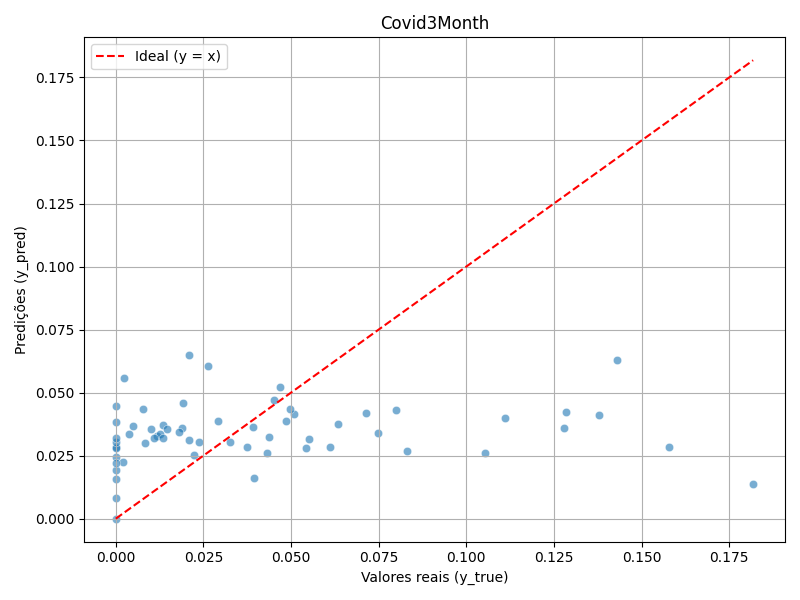 Covid3Month
Ideal (y = x)
0.175
0.150
0.125
0.100
0.075
0.050
0.025
0.000
Predições (y_pred)
0.000 0.025 0.050 0.075 0.100 0.125 0.150 0.175
Valores reais (y_true)